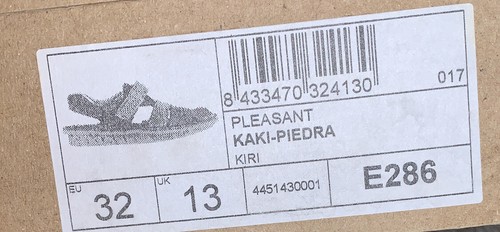 8 433470 324130
017
PLEASANT
KAKI-PIEDRA
KIRI
EU 32 UK 13 4451430001 E286